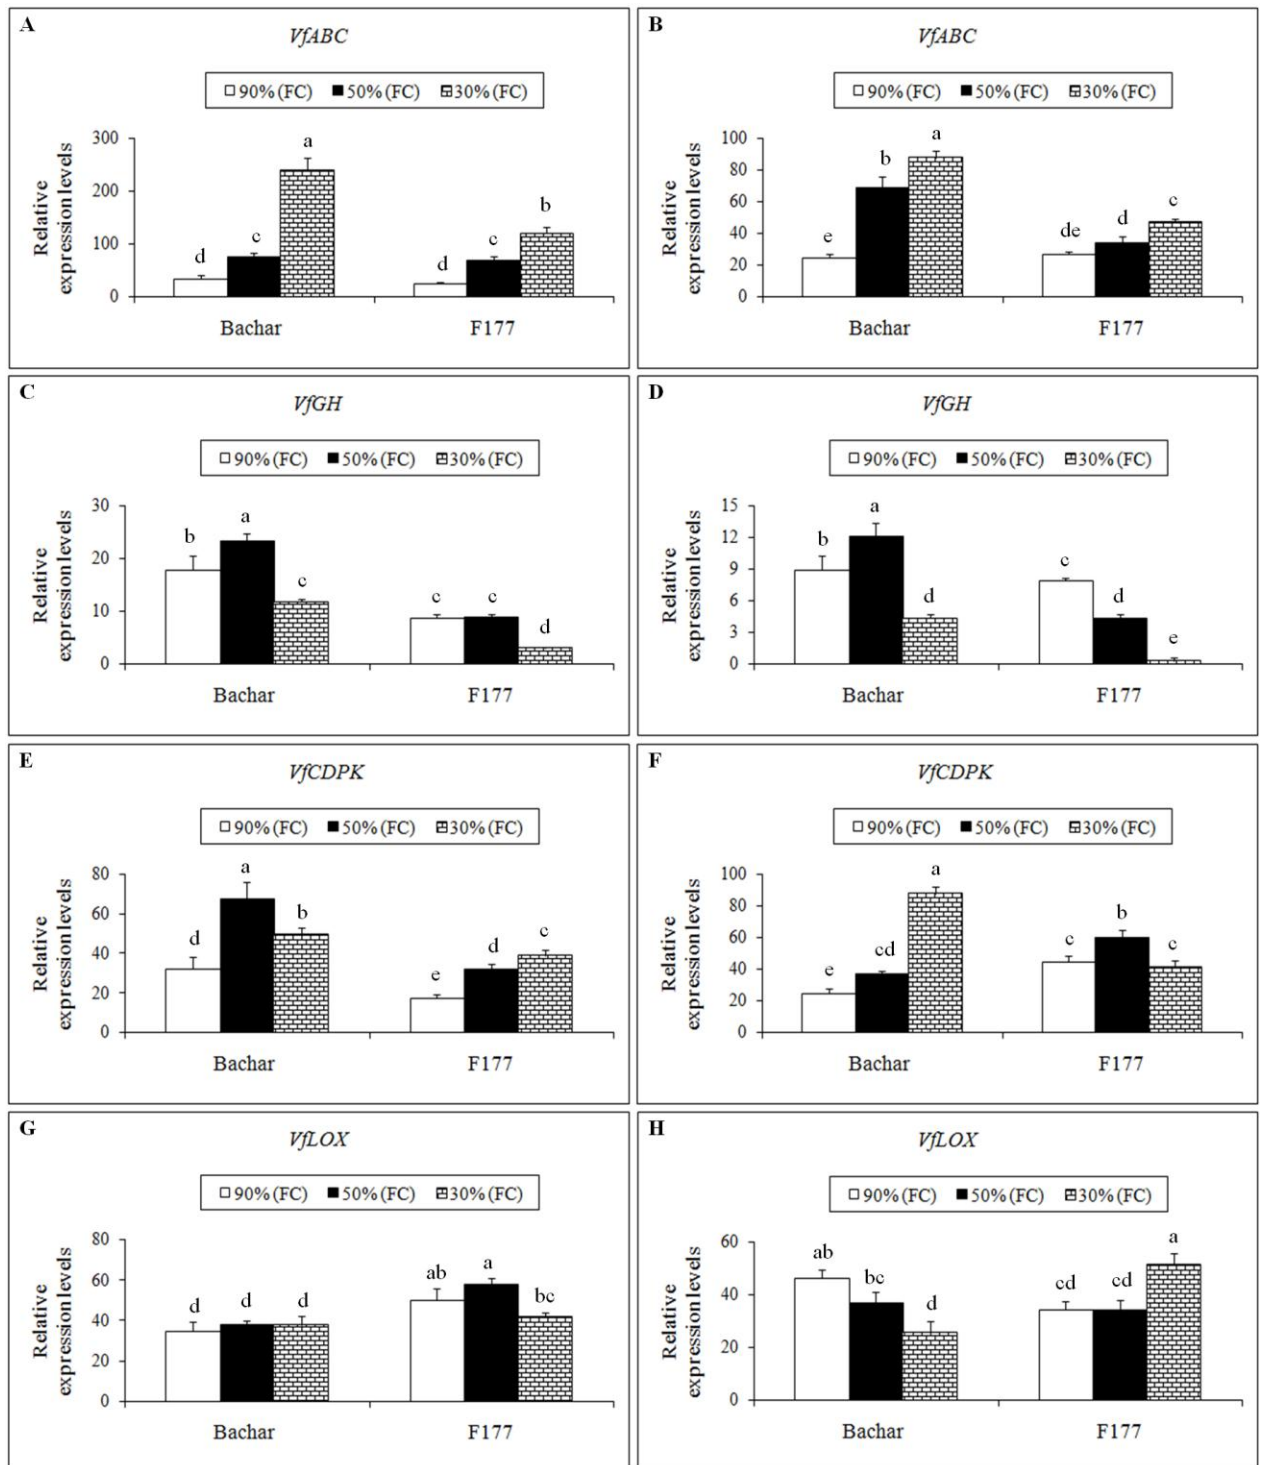 A
VfABC
90% (FC) 50% (FC) 30% (FC)
Relative
expression levels
300
200
100
0
d c a d c b
Bachar F177
B
VfABC
90% (FC) 50% (FC) 30% (FC)
Relative
expression levels
100
80
60
40
20
0
e b a de d c
Bachar F177
C
VfGH
90% (FC) 50% (FC) 30% (FC)
Relative
expression levels
30
20
10
0
b a c c c d
Bachar F177
D
VfGH
90% (FC) 50% (FC) 30% (FC)
Relative
expression levels
15
12
9
6
3
0
b a d c d e
Bachar F177
E
VfCDPK
90% (FC) 50% (FC) 30% (FC)
Relative
expression levels
80
60
40
20
0
d a b e d c
Bachar F177
F
VfCDPK
90% (FC) 50% (FC) 30% (FC)
Relative
expression levels
100
80
60
40
20
0
e cd a c b c
Bachar F177
G
VfLOX
90% (FC) 50% (FC) 30% (FC)
Relative
expression levels
80
60
40
20
0
d d d ab a bc
Bachar F177
H
VfLOX
90% (FC) 50% (FC) 30% (FC)
Relative
expression levels
60
40
20
0
ab bc d cd cd a
Bachar F177